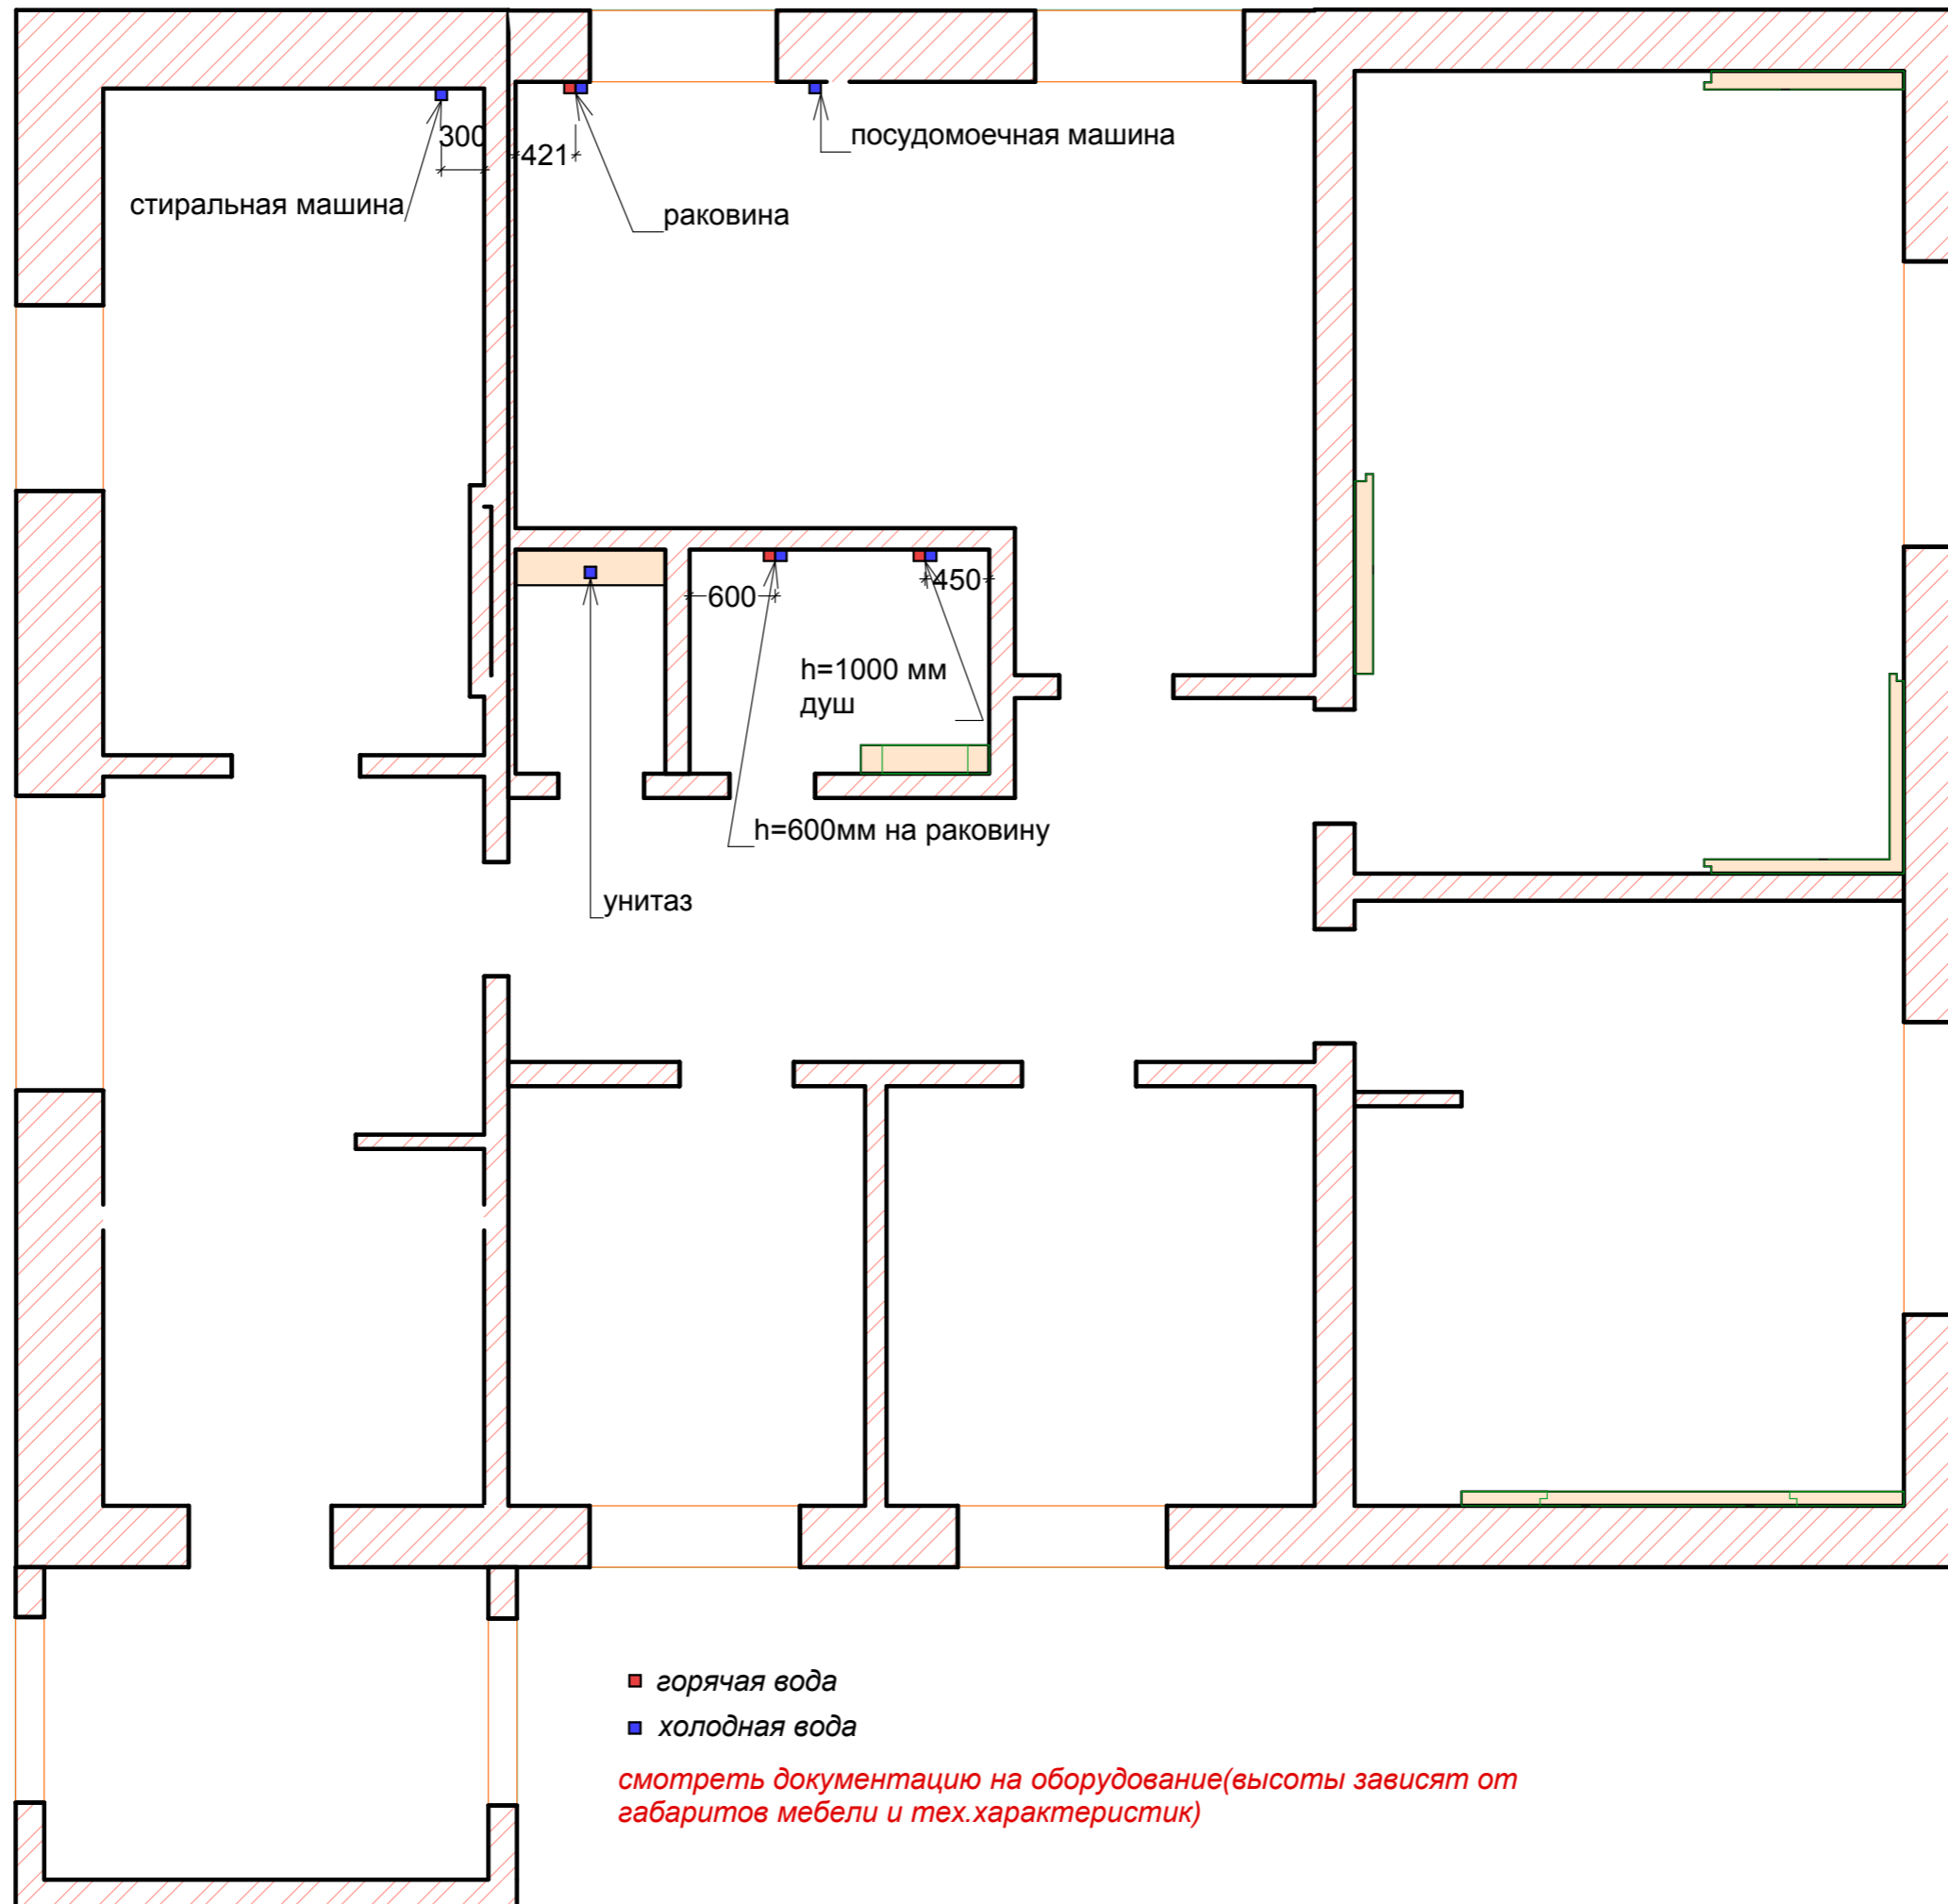 300
421
посудомоечная машина
стиральная машина
раковина
600
450
h=1000 мм
душ
h=600мм на раковину
унитаз
горячая вода
холодная вода
смотреть документацию на оборудование(высоты зависят от
габаритов мебели и тех.характеристик)